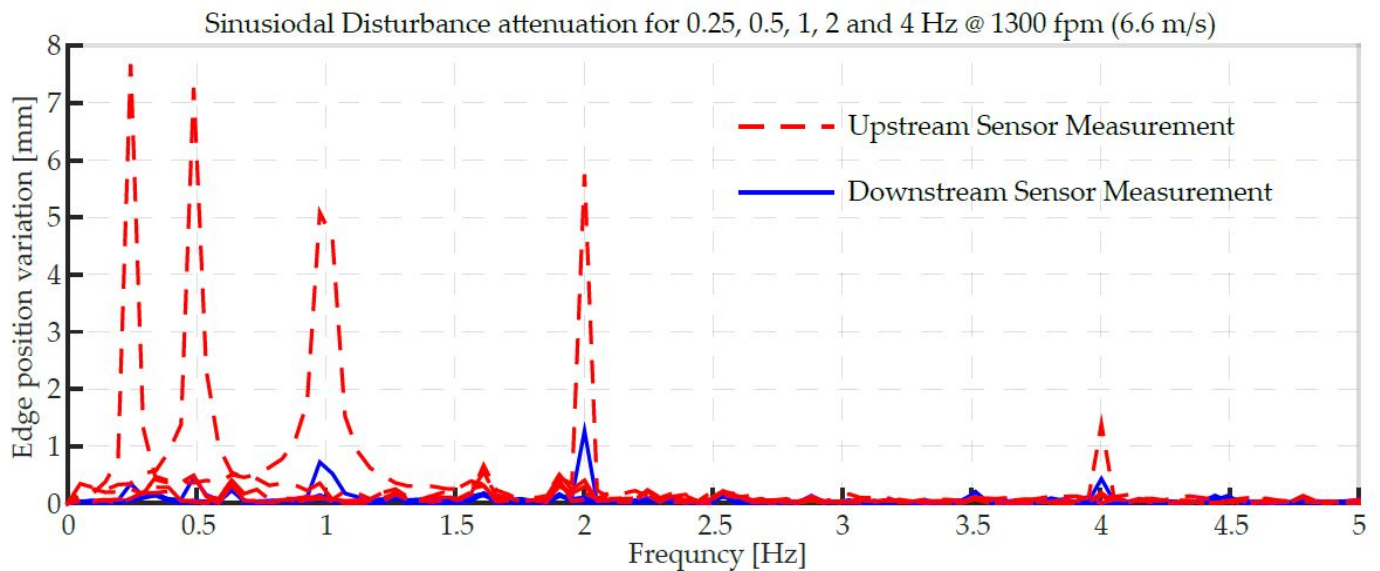 Sinusiodal Disturbance attenuation for 0.25, 0.5, 1, 2 and 4 Hz @ 1300 fpm (6.6 m/s)
Edge position variation [mm]
8
7
6
5
4
3
2
1
0
Upstream Sensor Measurement
Downstream Sensor Measurement
0 0.5 1 1.5 2 2.5 3 3.5 4 4.5 5
Frequncy [Hz]